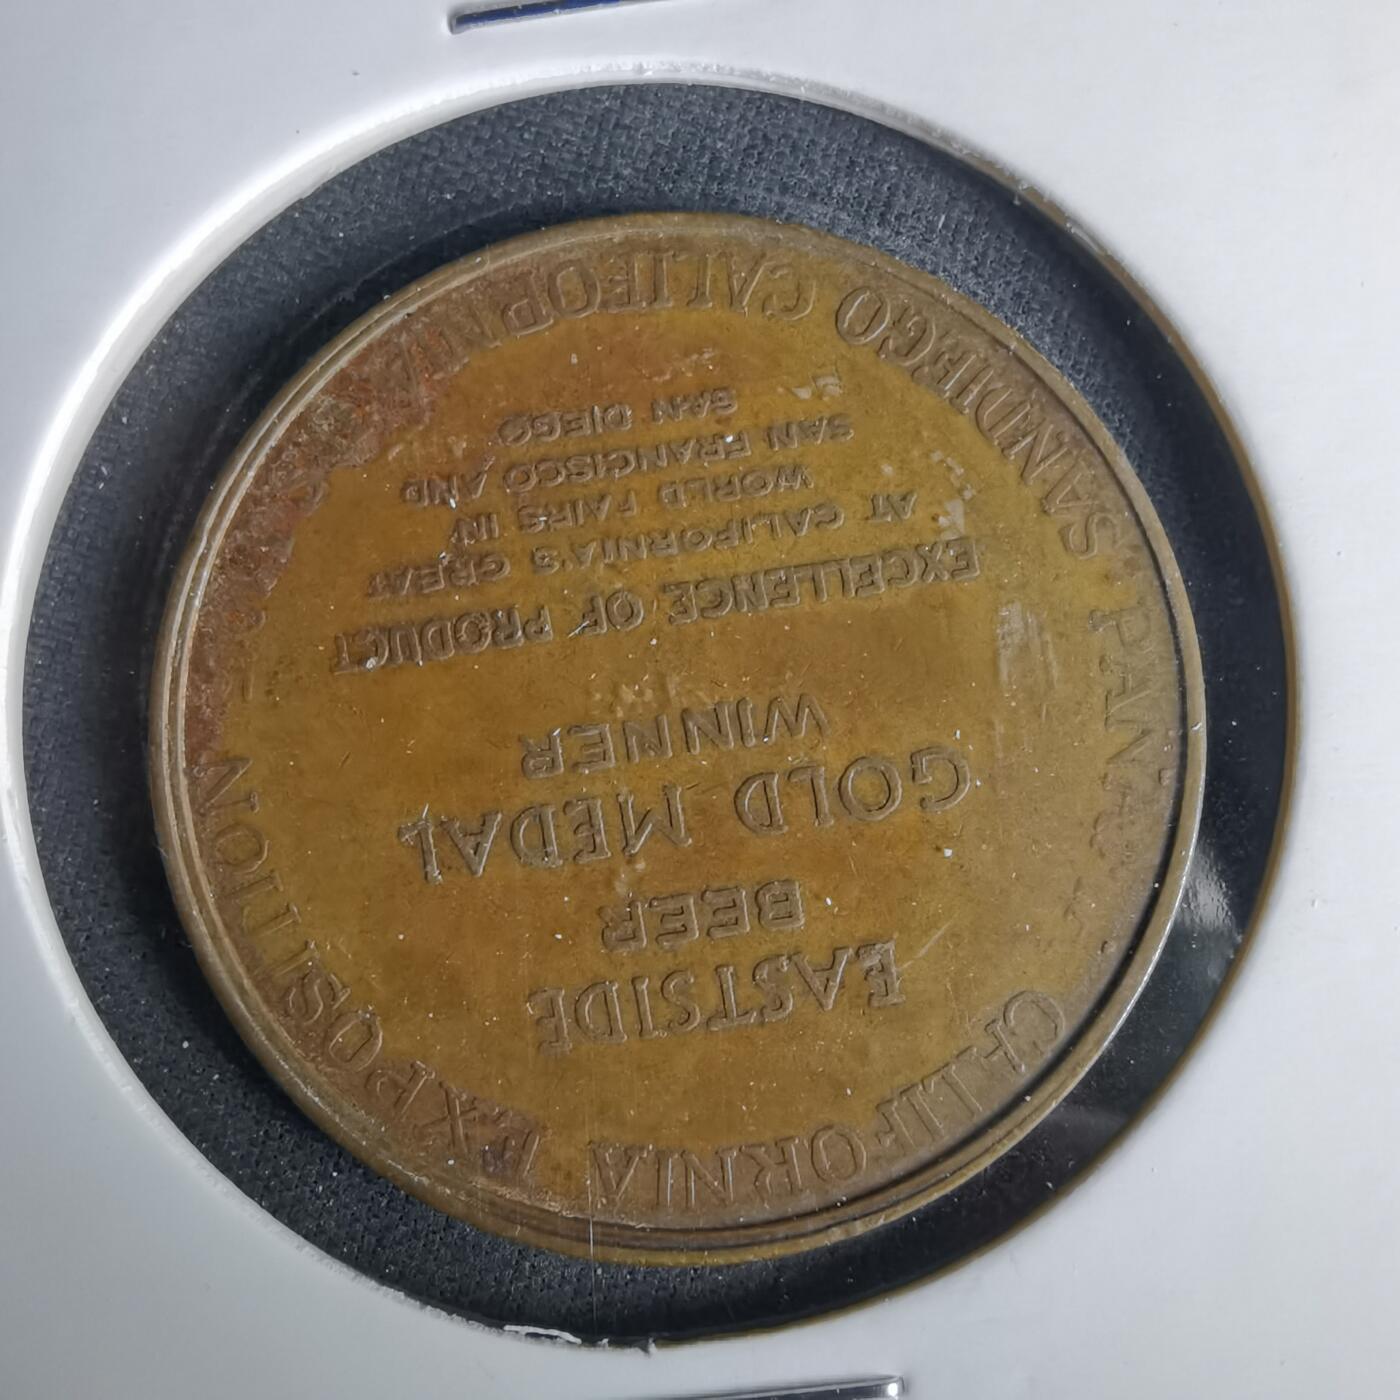 PANAMA CALIFORNIA EXPOSITION
EASTSIDE
BEER
GOLD MEDAL
WINNER
EXCELLENCE OF PRODUCT
AT CALIFORNIA'S GREAT
WORLD FAIRS IN
SAN FRANCISCO AND
SAN DIEGO
SAN DIEGO CALIFORNIA